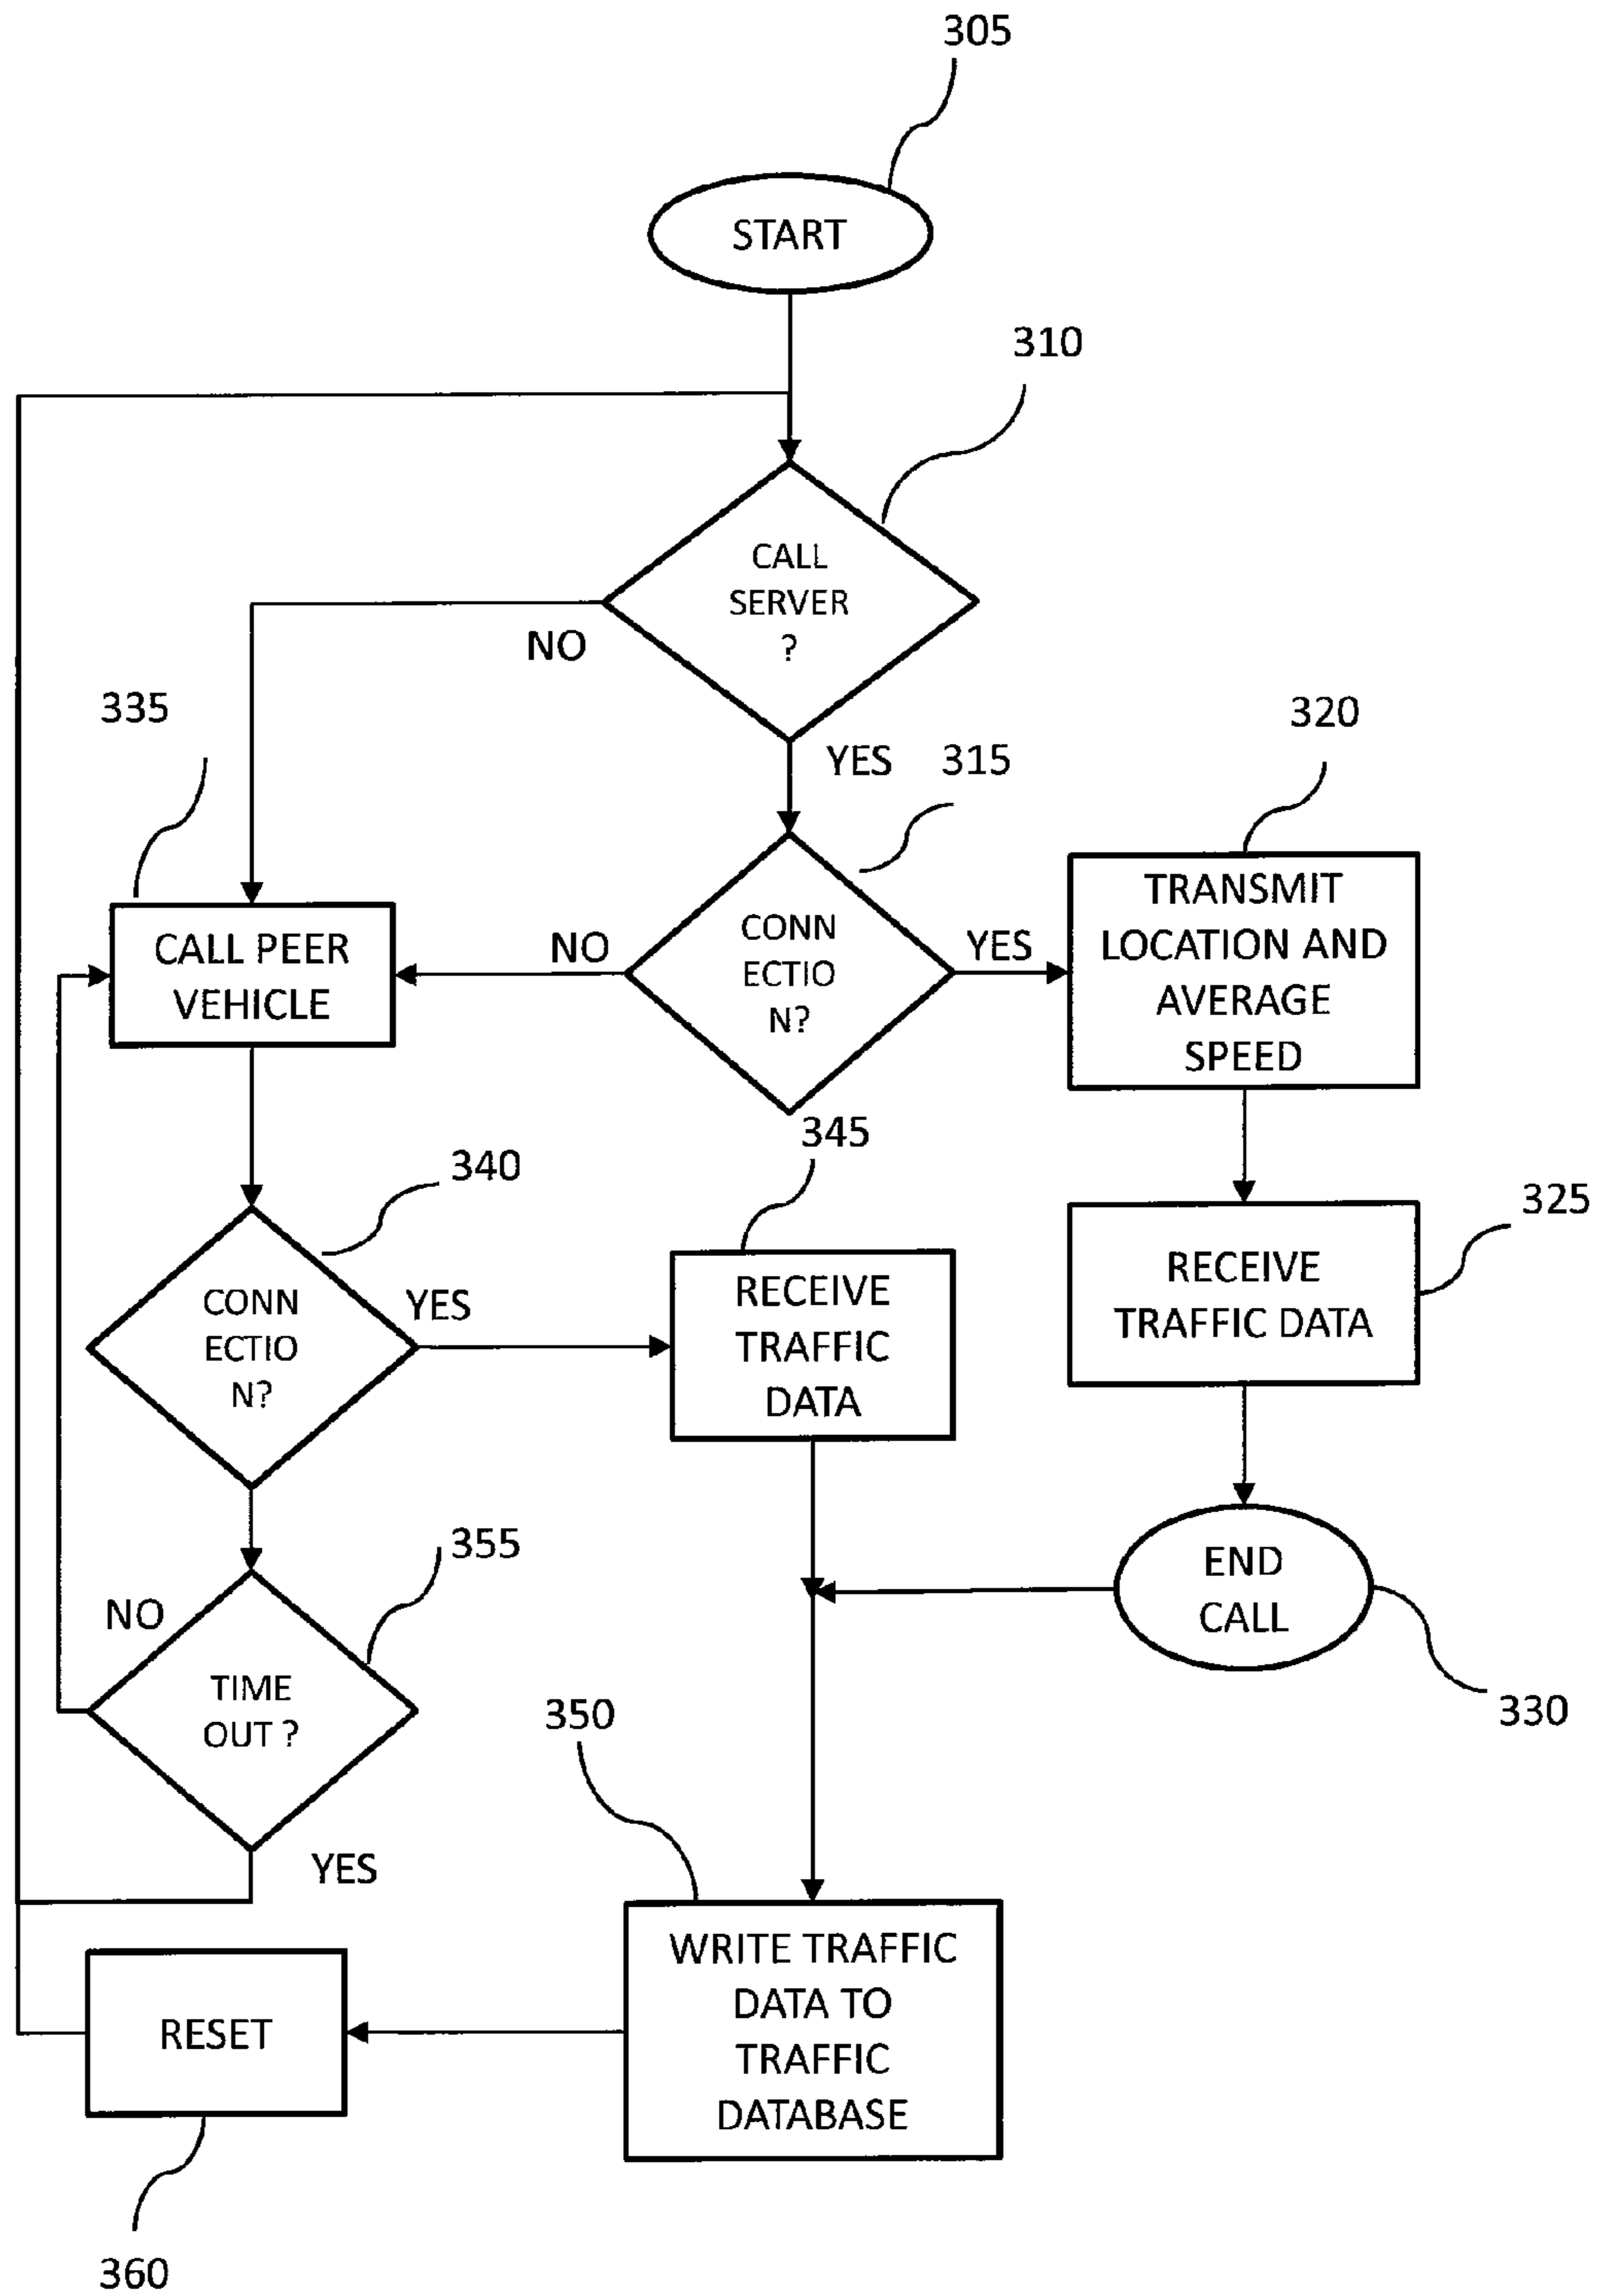 305
START
310
CALL
SERVER
?
NO
YES
335
315
320
CALL PEER
VEHICLE
NO
CONN
ECTIO
N?
YES
TRANSMIT
LOCATION AND
AVERAGE
SPEED
340
345
325
CONN
ECTIO
N?
YES
RECEIVE
TRAFFIC
DATA
RECEIVE
TRAFFIC DATA
355
NO
TIME
OUT ?
YES
END
CALL
330
350
WRITE TRAFFIC
DATA TO
TRAFFIC
DATABASE
RESET
360